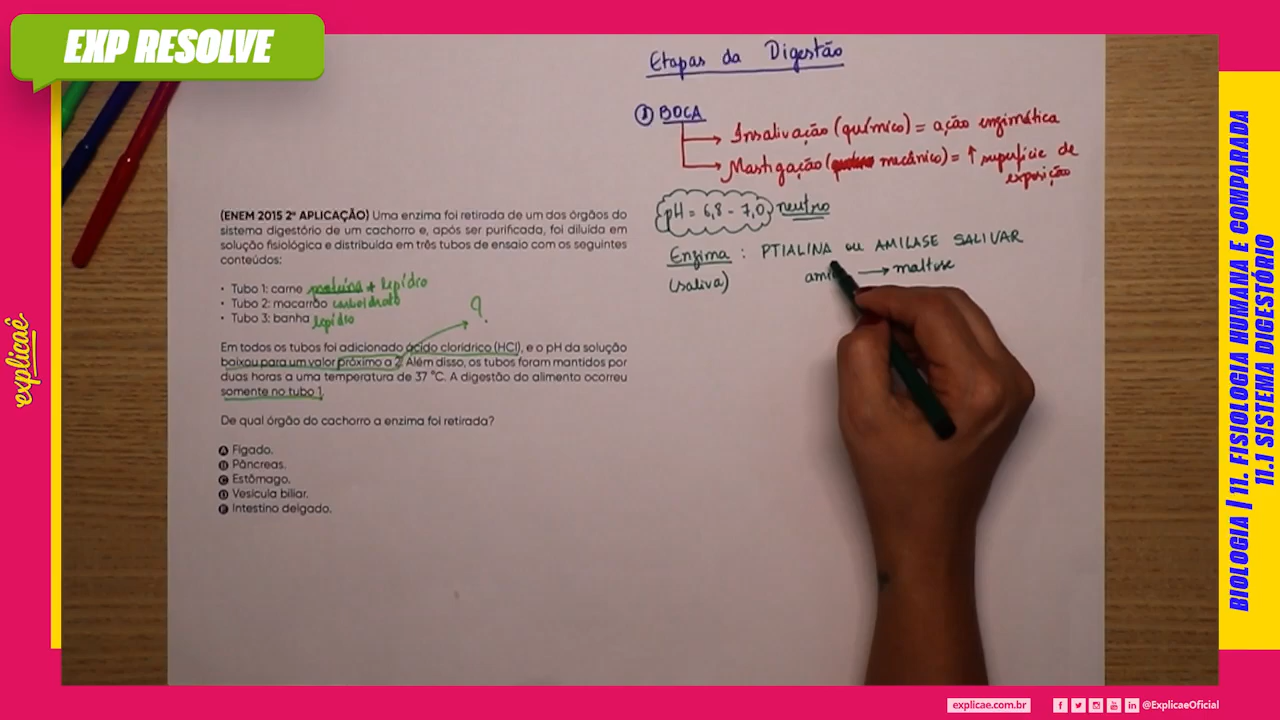 EXP RESOLVE
Etapas da Digestão
① BOCA
Insalivação (químico) = ação enzimática
Mastigação ( mecânico) = ↑ superfície de
exposição
pH = 6,8 - 7,0 neutro
Enzima : PTIALINA ou AMILASE SALIVAR
(saliva)
ami → maltose
(ENEM 2015 2ª APLICAÇÃO) Uma enzima foi retirada de um dos órgãos do
sistema digestório de um cachorro e, após ser purificada, foi diluída em
solução fisiológica e distribuída em três tubos de ensaio com os seguintes
conteúdos:
• Tubo 1: carne proteína + lipídro
• Tubo 2: macarrão carboidrato
• Tubo 3: banha lipídro
?
Em todos os tubos foi adicionado ácido clorídrico (HCl), e o pH da solução
baixou para um valor próximo a 2. Além disso, os tubos foram mantidos por
duas horas a uma temperatura de 37 °C. A digestão do alimento ocorreu
somente no tubo 1.
De qual órgão do cachorro a enzima foi retirada?
A Fígado.
B Pâncreas.
C Estômago.
D Vesícula biliar.
E Intestino delgado.
explicaê
BIOLOGIA | 11. FISIOLOGIA HUMANA E COMPARADA
11.1 SISTEMA DIGESTÓRIO
explicae.com.br
@ExplicaeOficial